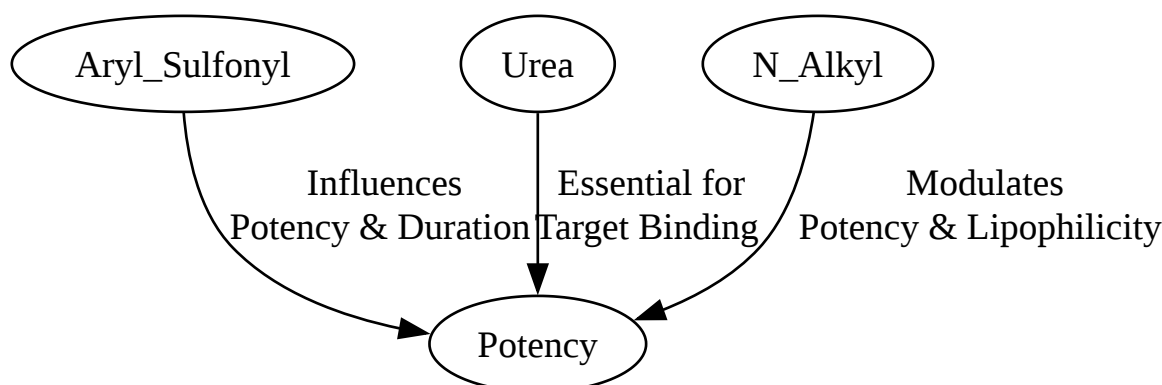 Aryl_Sulfonyl
Urea
N_Alkyl
Influences
Potency & Duration
Essential for
Target Binding
Modulates
Potency & Lipophilicity
Potency